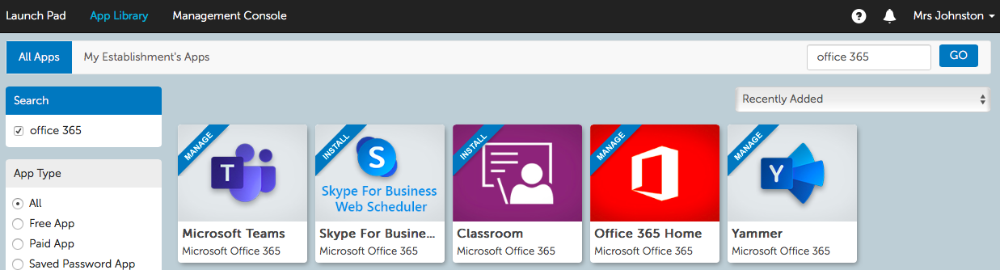 Launch Pad App Library Management Console ? Mrs Johnston
All Apps My Establishment's Apps office 365 GO
Search
office 365
Recently Added
App Type
All
Free App
Paid App
Saved Password App
MANAGE
T
Microsoft Teams
Microsoft Office 365
INSTALL
S
Skype For Business
Web Scheduler
Skype For Busine...
Microsoft Office 365
INSTALL
Classroom
Microsoft Office 365
MANAGE
Office 365 Home
Microsoft Office 365
MANAGE
Y
Yammer
Microsoft Office 365